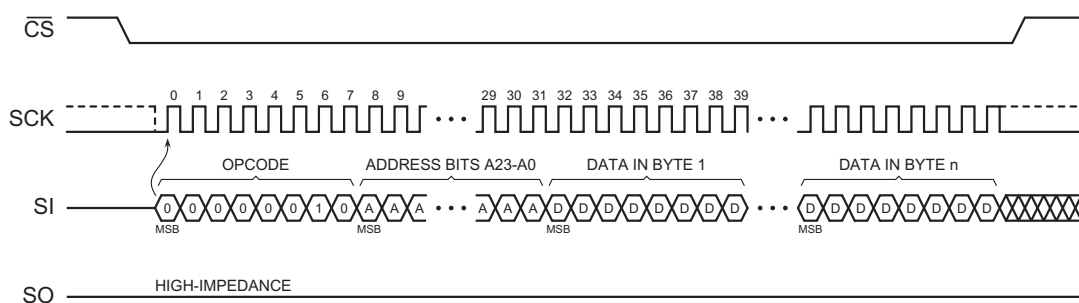 CS
SCK
0 1 2 3 4 5 6 7 8 9 29 30 31 32 33 34 35 36 37 38 39
OPCODE ADDRESS BITS A23-A0 DATA IN BYTE 1 DATA IN BYTE n
SI
0 0 0 0 0 0 1 0 A A A A A A D D D D D D D D D D D D D D D D
MSB MSB MSB MSB
SO
HIGH-IMPEDANCE